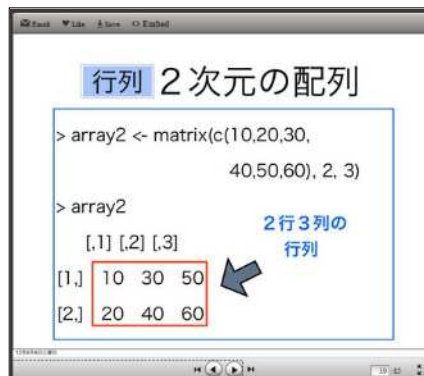 Email Like Save Embed
行列 2次元の配列
> array2 <- matrix(c(10,20,30,
40,50,60), 2, 3)
> array2
[,1] [,2] [,3]
[1,] 10 30 50
[2,] 20 40 60
2行3列の
行列